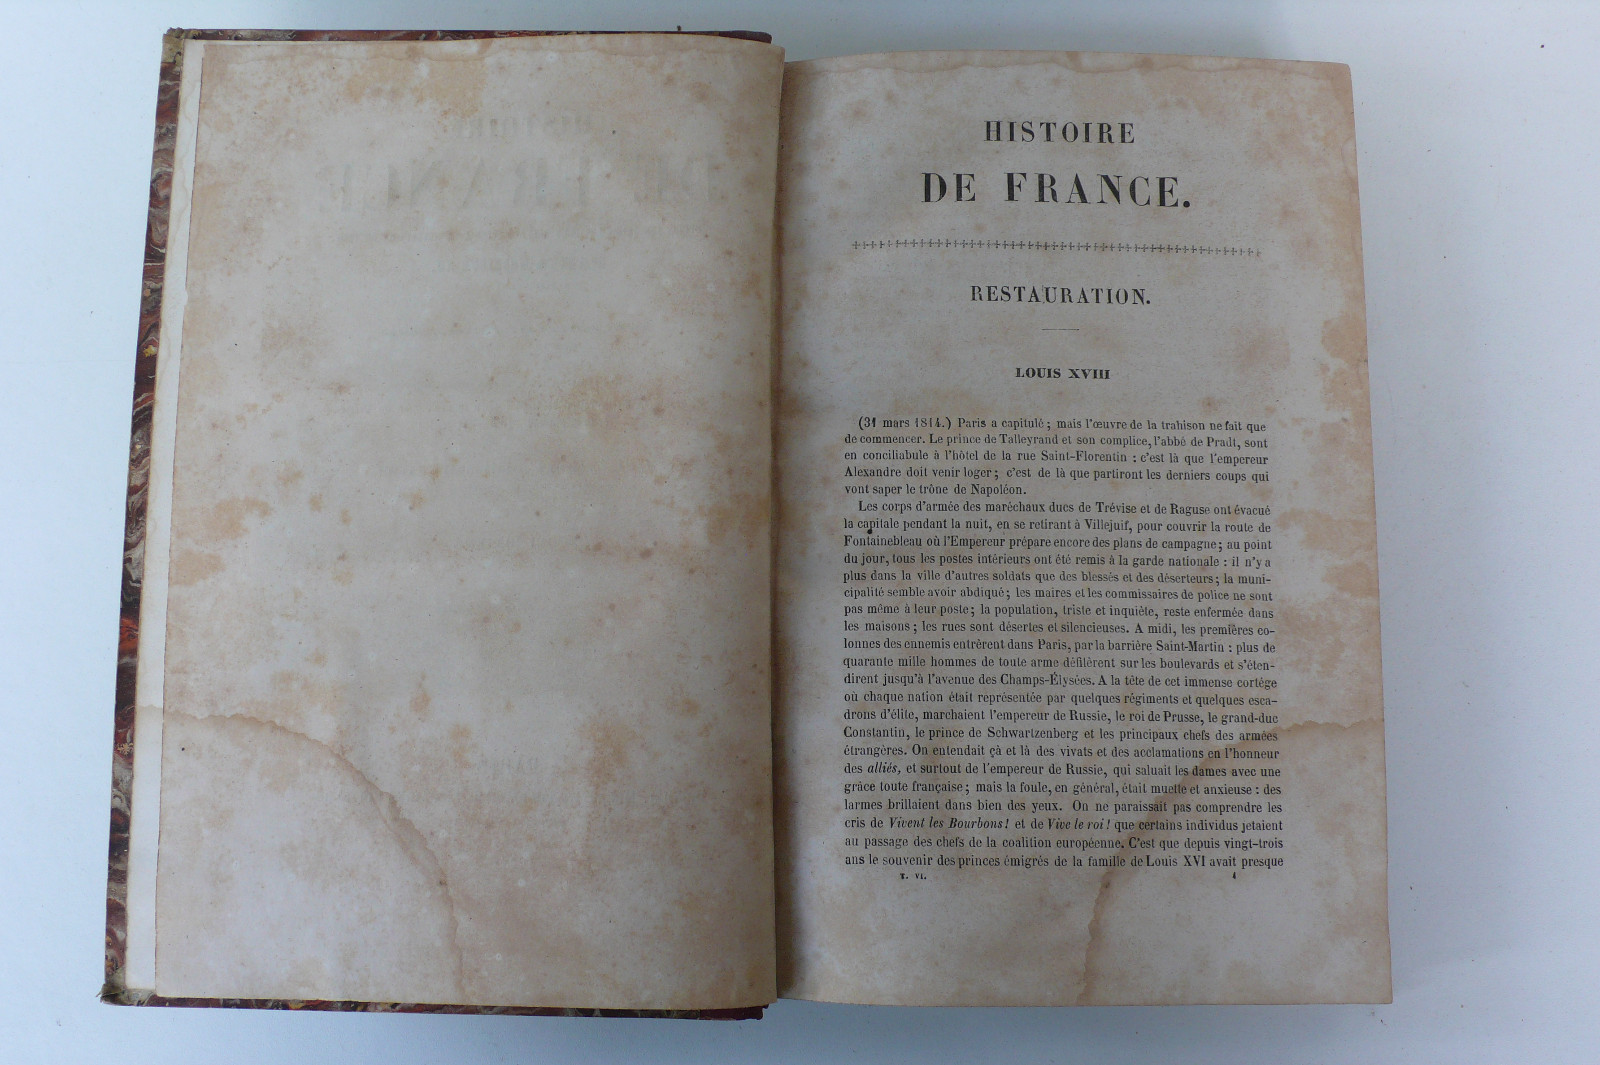 HISTOIRE
DE FRANCE.
RESTAURATION.
LOUIS XVIII
(31 mars 1814.) Paris a capitulé ; mais l'œuvre de la trahison ne fait que
de commencer. Le prince de Talleyrand et son complice, l'abbé de Pradt, sont
en conciliabule à l'hôtel de la rue Saint-Florentin : c'est là que l'empereur
Alexandre doit venir loger ; c'est de là que partiront les derniers coups qui
vont saper le trône de Napoléon.
Les corps d'armée des maréchaux ducs de Trévise et de Raguse ont évacué
la capitale pendant la nuit, en se retirant à Villejuif, pour couvrir la route de
Fontainebleau où l'Empereur prépare encore des plans de campagne ; au point
du jour, tous les postes intérieurs ont été remis à la garde nationale : il n'y a
plus dans la ville d'autres soldats que des blessés et des déserteurs ; la muni-
cipalité semble avoir abdiqué ; les maires et les commissaires de police ne sont
pas même à leur poste ; la population, triste et inquiète, reste enfermée dans
les maisons ; les rues sont désertes et silencieuses. A midi, les premières co-
lonnes des ennemis entrèrent dans Paris, par la barrière Saint-Martin : plus de
quarante mille hommes de toute arme défilèrent sur les boulevards et s'éten-
dirent jusqu'à l'avenue des Champs-Élysées. A la tête de cet immense cortége
où chaque nation était représentée par quelques régiments et quelques esca-
drons d'élite, marchaient l'empereur de Russie, le roi de Prusse, le grand-duc
Constantin, le prince de Schwartzenberg et les principaux chefs des armées
étrangères. On entendait çà et là des vivats et des acclamations en l'honneur
des alliés, et surtout de l'empereur de Russie, qui saluait les dames avec une
grâce toute française ; mais la foule, en général, était muette et anxieuse : des
larmes brillaient dans bien des yeux. On ne paraissait pas comprendre les
cris de Vivent les Bourbons ! et de Vive le roi ! que certains individus jetaient
au passage des chefs de la coalition européenne. C'est que depuis vingt-trois
ans le souvenir des princes émigrés de la famille de Louis XVI avait presque
T. VI. 1